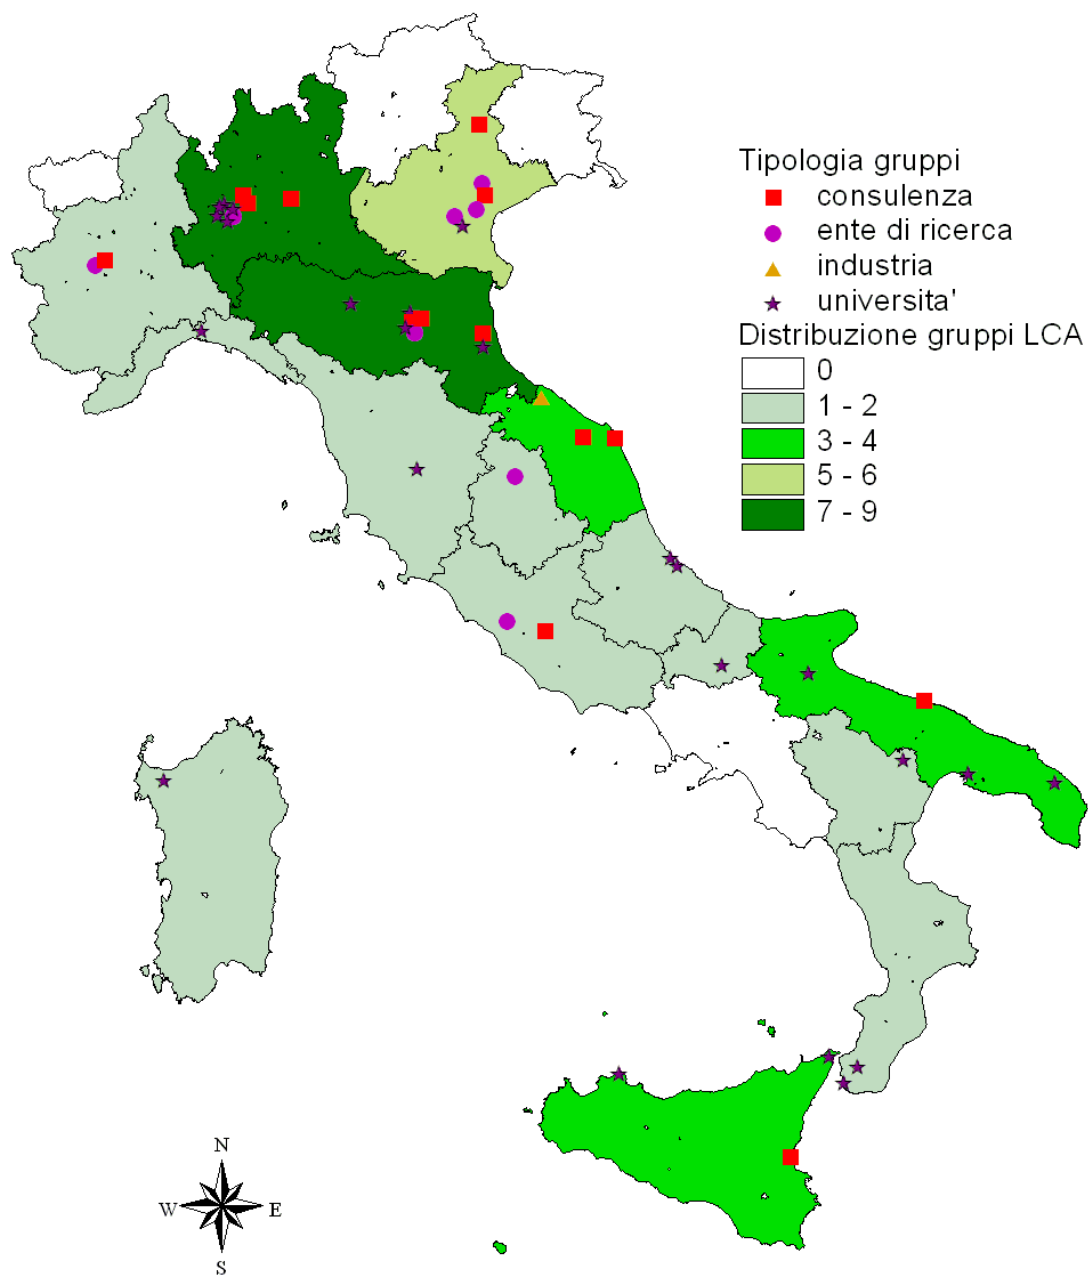 Tipologia gruppi
consulenza
ente di ricerca
industria
universita'
Distribuzione gruppi LCA
0
1 - 2
3 - 4
5 - 6
7 - 9
N
W E
S